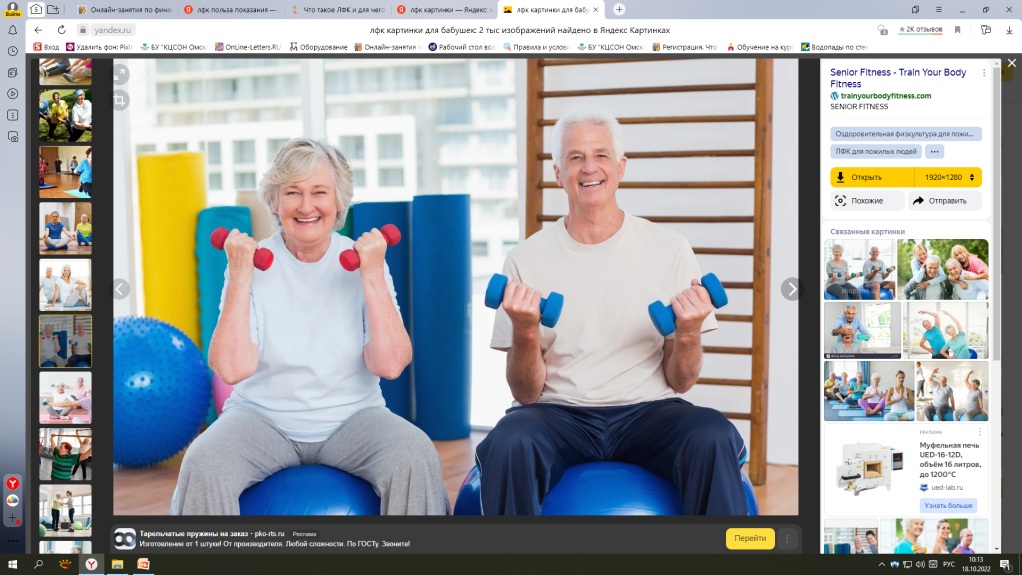 Войти
5
Онлайн-занятия по физи
лфк польза показания —
Что такое ЛФК и для чего
лфк картинки — Яндекс:
лфк картинки для бабу
yandex.ru
лфк картинки для бабушек: 2 тыс изображений найдено в Яндекс Картинках
2К отзывов
Вход
Удалить фон: Pixl
БУ "КЦСОН Омск
OnLine-Letters.RU
Оборудование
Онлайн-занятия
Рабочий стол вол
Правила и услов
БУ "КЦСОН Омск
Регистрация. Что
Обучение на кур
Водопады по сте
Senior Fitness - Train Your Body
Fitness
trainyourbodyfitness.com
SENIOR FITNESS
Оздоровительная физкультура для пожи...
ЛФК для пожилых людей
Открыть
1920×1280
Похожие
Отправить
Связанные картинки
РЕКЛАМА
Муфельная печь
UED-16-12D,
объём 16 литров,
до 1200°С
ued-lab.ru
Узнать больше
Тарельчатые пружины на заказ - pko-rts.ru Реклама
Изготовление от 1 штуки! От производителя. Любой сложности. По ГОСТу. Звоните!
Перейти
РУС
10:13
18.10.2022
1